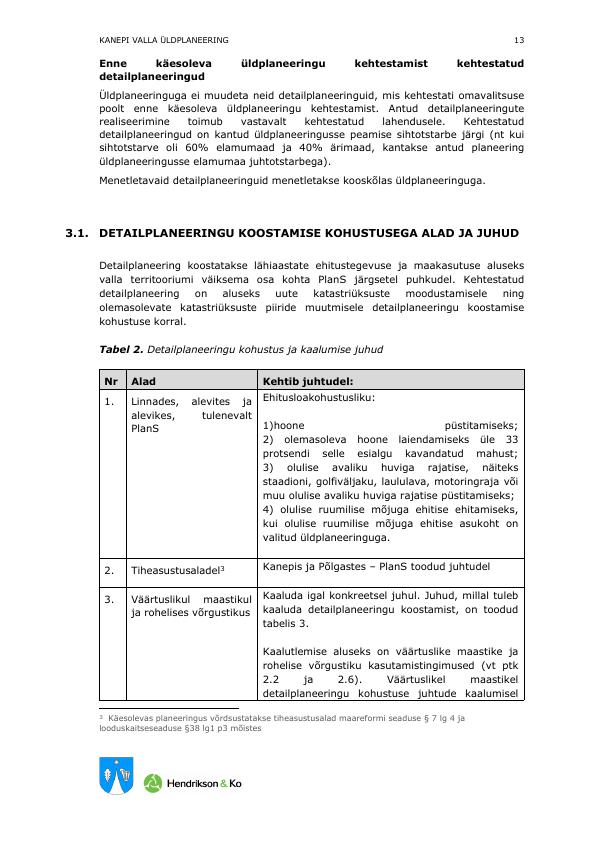 KANEPI VALLA ÜLDPLANEERING 13
Enne käesoleva üldplaneeringu kehtestamist kehtestatud
detailplaneeringud
Üldplaneeringuga ei muudeta neid detailplaneeringuid, mis kehtestati omavalitsuse
poolt enne käesoleva üldplaneeringu kehtestamist. Antud detailplaneeringute
realiseerimine toimub vastavalt kehtestatud lahendusele. Kehtestatud
detailplaneeringud on kantud üldplaneeringusse peamise sihtotstarbe järgi (nt kui
sihtotstarve oli 60% elamumaad ja 40% ärimaad, kantakse antud planeering
üldplaneeringusse elamumaa juhtotstarbega).
Menetletavaid detailplaneeringuid menetletakse kooskõlas üldplaneeringuga.
3.1. DETAILPLANEERINGU KOOSTAMISE KOHUSTUSEGA ALAD JA JUHUD
Detailplaneering koostatakse lähiaastate ehitustegevuse ja maakasutuse aluseks
valla territooriumi väiksema osa kohta PlanS järgsetel puhkudel. Kehtestatud
detailplaneering on aluseks uute katastriüksuste moodustamisele ning
olemasolevate katastriüksuste piiride muutmisele detailplaneeringu koostamise
kohustuse korral.
Tabel 2. Detailplaneeringu kohustus ja kaalumise juhud
Nr Alad Kehtib juhtudel:
1. Linnades, alevites ja
alevikes, tulenevalt
PlanS
Ehitusloakohustusliku:
1)hoone püstitamiseks;
2) olemasoleva hoone laiendamiseks üle 33
protsendi selle esialgu kavandatud mahust;
3) olulise avaliku huviga rajatise, näiteks
staadioni, golfiväljaku, laululava, motoringraja või
muu olulise avaliku huviga rajatise püstitamiseks;
4) olulise ruumilise mõjuga ehitise ehitamiseks,
kui olulise ruumilise mõjuga ehitise asukoht on
valitud üldplaneeringuga.
2. Tiheasustusaladel³ Kanepis ja Põlgastes – PlanS toodud juhtudel
3. Väärtuslikul maastikul
ja rohelises võrgustikus
Kaaluda igal konkreetsel juhul. Juhud, millal tuleb
kaaluda detailplaneeringu koostamist, on toodud
tabelis 3.
Kaalutlemise aluseks on väärtuslike maastike ja
rohelise võrgustiku kasutamistingimused (vt ptk
2.2 ja 2.6). Väärtuslikel maastikel
detailplaneeringu kohustuse juhtude kaalumisel
³ Käesolevas planeeringus võrdsustatakse tiheasustusalad maareformi seaduse § 7 lg 4 ja
looduskaitseseaduse §38 lg1 p3 mõistes
Hendrikson & Ko